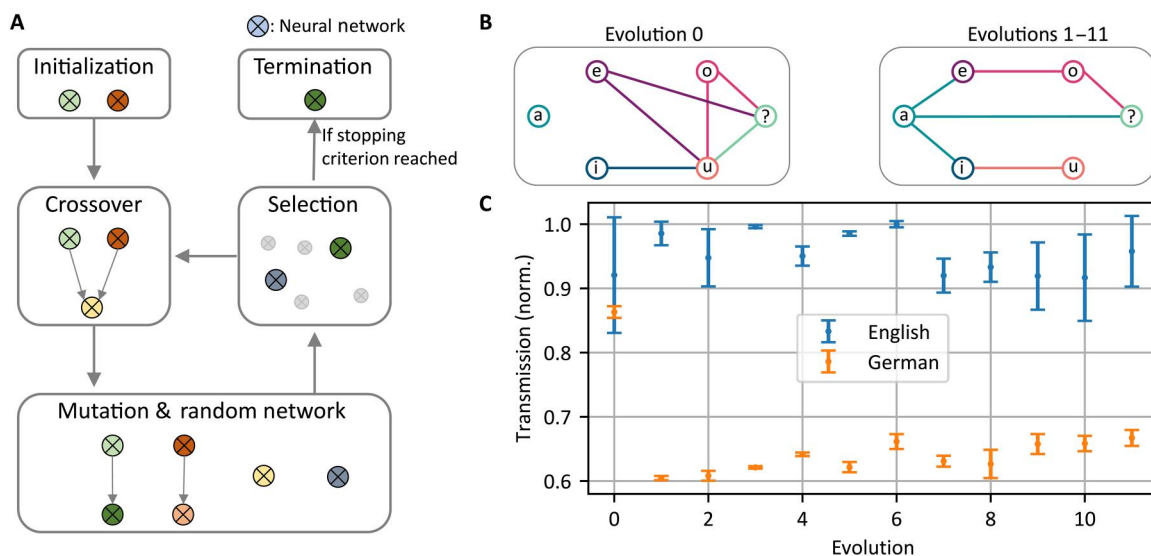 A
: Neural network
Initialization
Termination
If stopping
criterion reached
Crossover
Selection
Mutation & random network
B
Evolution 0
e
o
a
?
i
u
Evolutions 1–11
e
o
a
?
i
u
C
Transmission (norm.)
1.0
0.9
0.8
0.7
0.6
English
German
0 2 4 6 8 10
Evolution